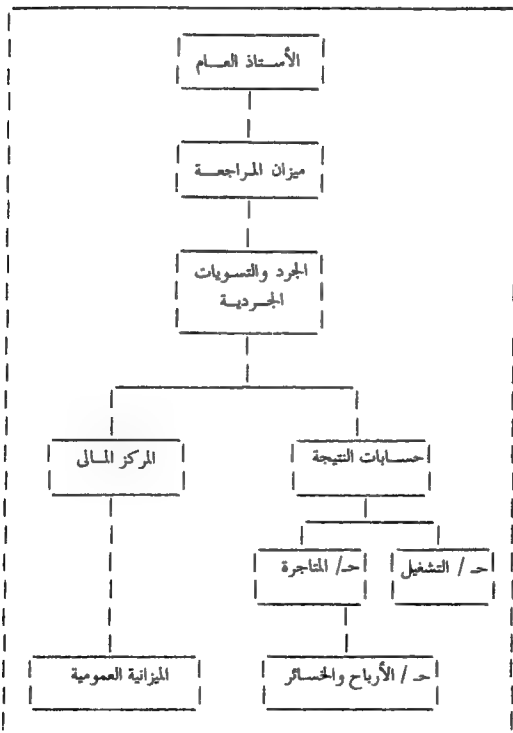 الأستاذ العام
ميزان المراجعة
الجرد والتسويات
الجردية
حسابات النتيجة
المركز المالى
حـ / التشغيل
حـ/ المتاجرة
حـ / الأرباح والخسائر
الميزانية العمومية